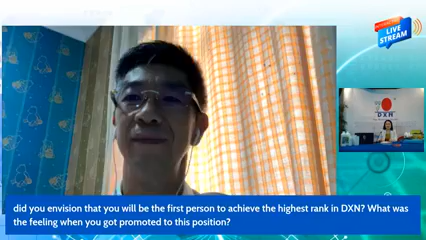 LIVE
STREAM
DXN
did you envision that you will be the first person to achieve the highest rank in DXN? What was
the feeling when you got promoted to this position?